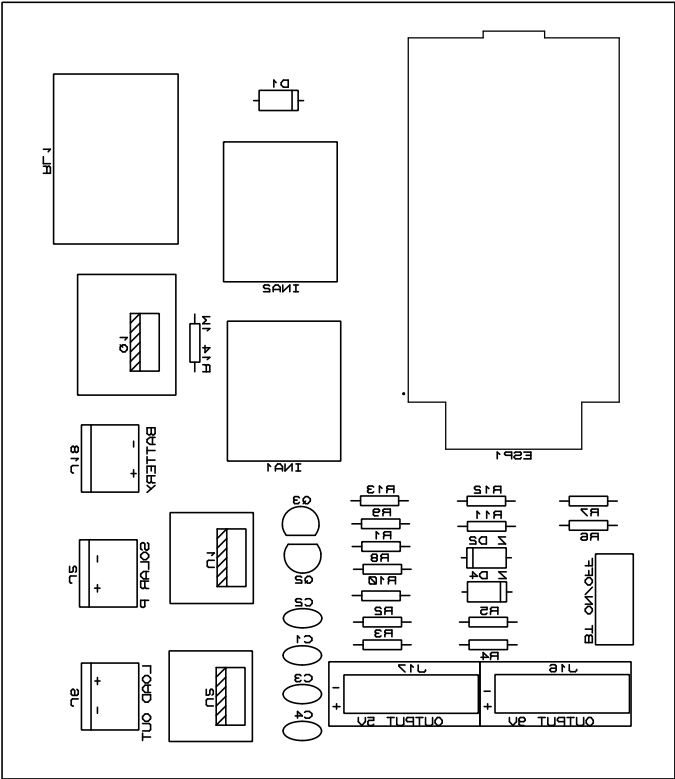 D1
RL1
INA2
Q1
R14 1W
INA1
ESP1
J18
BATTERY
- +
R13
R12
R7
Q3
R9
R11
R6
R1
D2 Z
R8
D4 Z
Q2
R10
U1
J5
SOLAR P
- +
BT ON/OFF
C2
R2
R5
C1
R3
R4
J17
J16
J6
LOAD OUT
+ -
U2
C3
- +
- +
C4
OUTPUT 5V
OUTPUT 9V